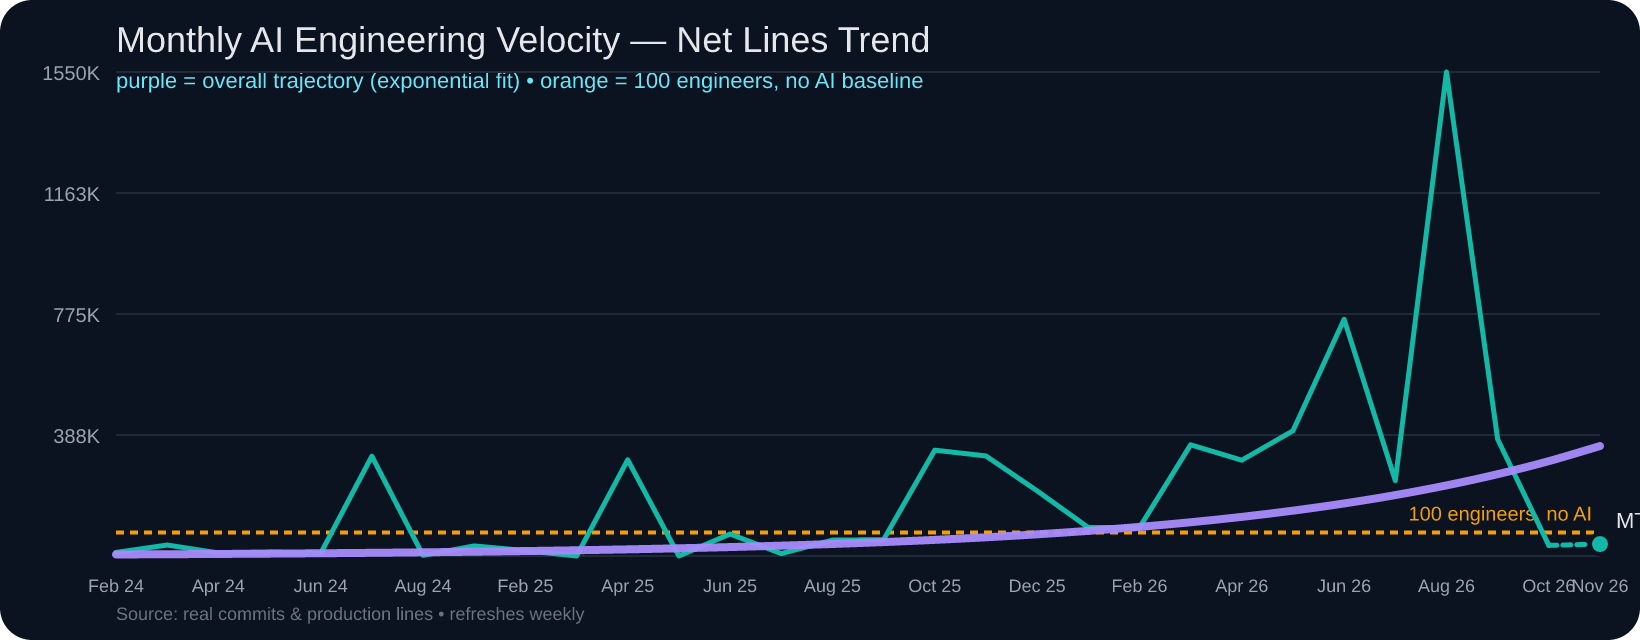 Monthly AI Engineering Velocity — Net Lines Trend
purple = overall trajectory (exponential fit) • orange = 100 engineers, no AI baseline
1550K
1163K
775K
388K
100 engineers, no AI
MT
Feb 24 Apr 24 Jun 24 Aug 24 Feb 25 Apr 25 Jun 25 Aug 25 Oct 25 Dec 25 Feb 26 Apr 26 Jun 26 Aug 26 Oct 26 Nov 26
Source: real commits & production lines • refreshes weekly